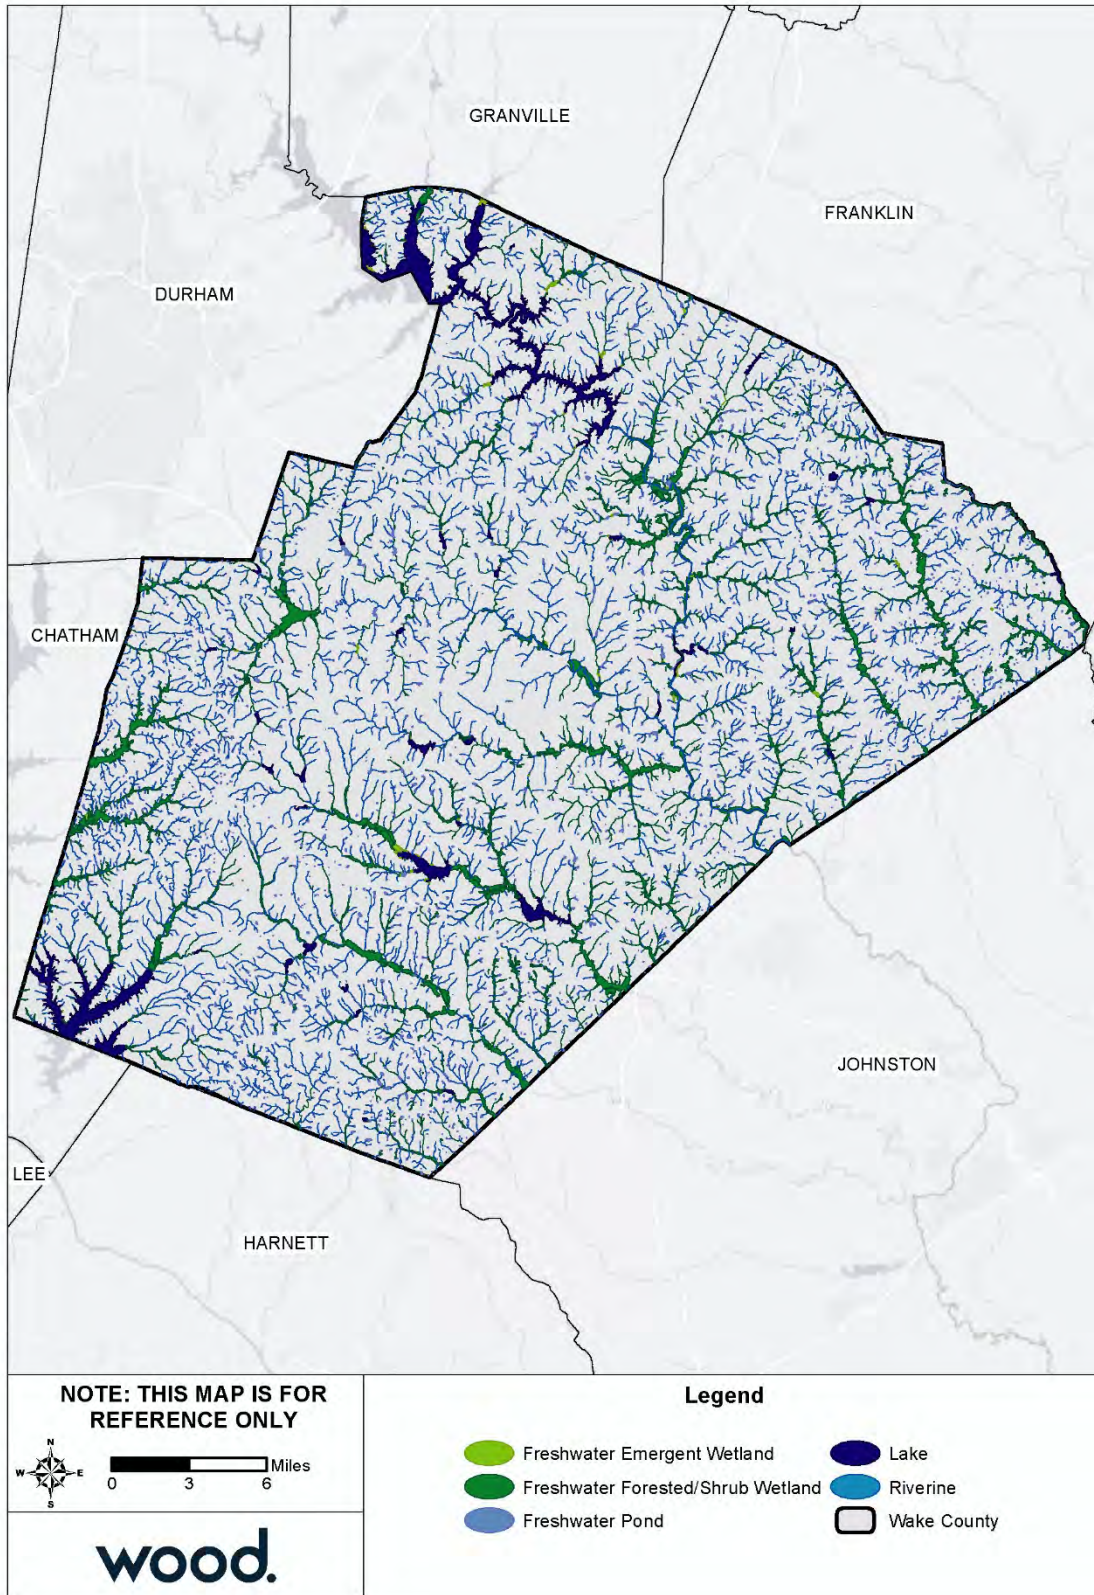 GRANVILLE
FRANKLIN
DURHAM
CHATHAM
JOHNSTON
LEE
HARNETT
NOTE: THIS MAP IS FOR
REFERENCE ONLY
N
W E
S
Miles
0 3 6
wood.
Legend
Freshwater Emergent Wetland
Freshwater Forested/Shrub Wetland
Freshwater Pond
Lake
Riverine
Wake County